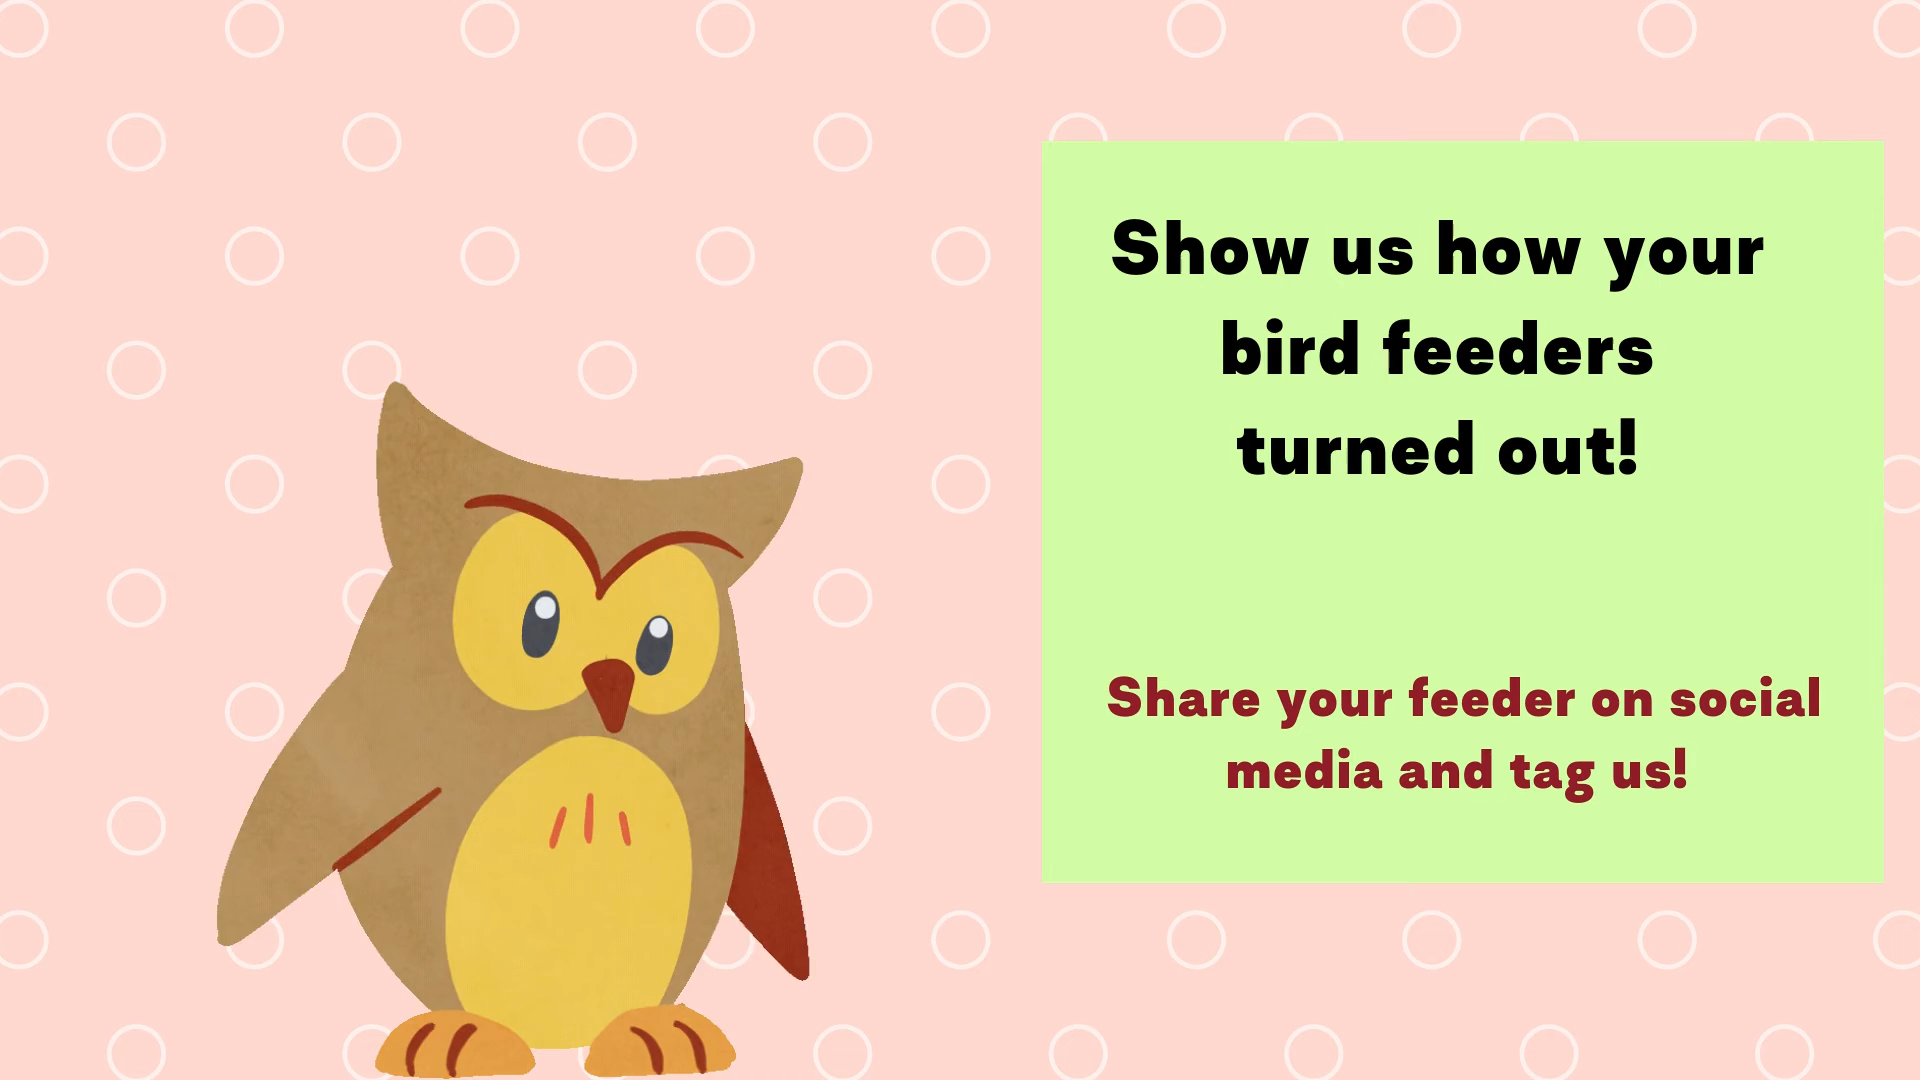 Show us how your
bird feeders
turned out!
Share your feeder on social
media and tag us!